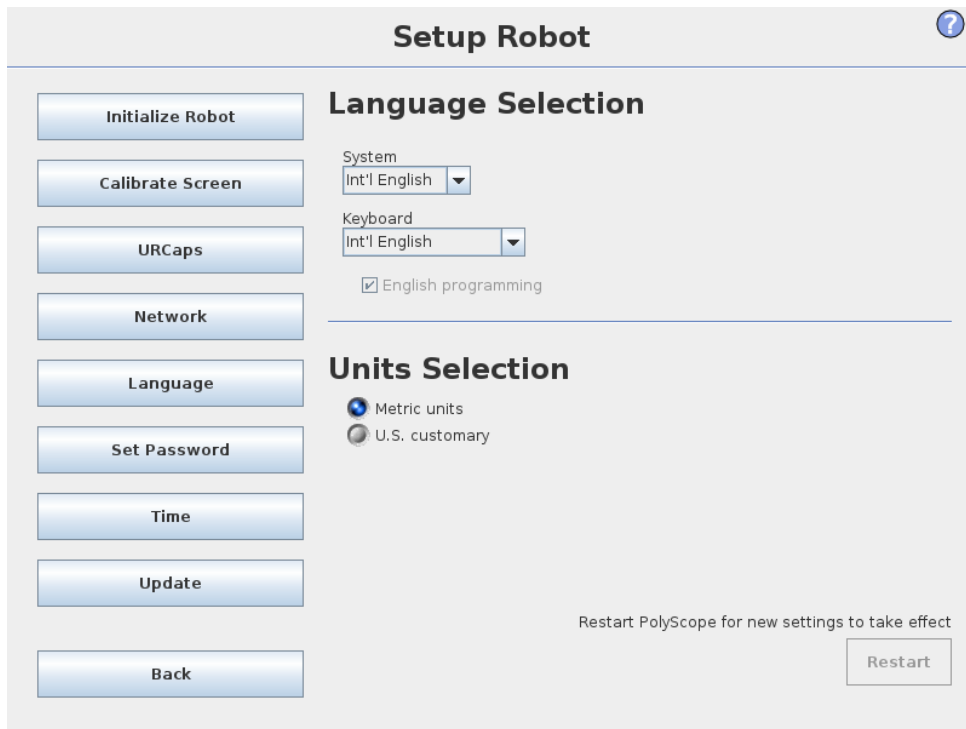 Setup Robot
?
Initialize Robot
Calibrate Screen
URCaps
Network
Language
Set Password
Time
Update
Back
Language Selection
System
Int'l English
Keyboard
Int'l English
English programming
Units Selection
Metric units
U.S. customary
Restart PolyScope for new settings to take effect
Restart